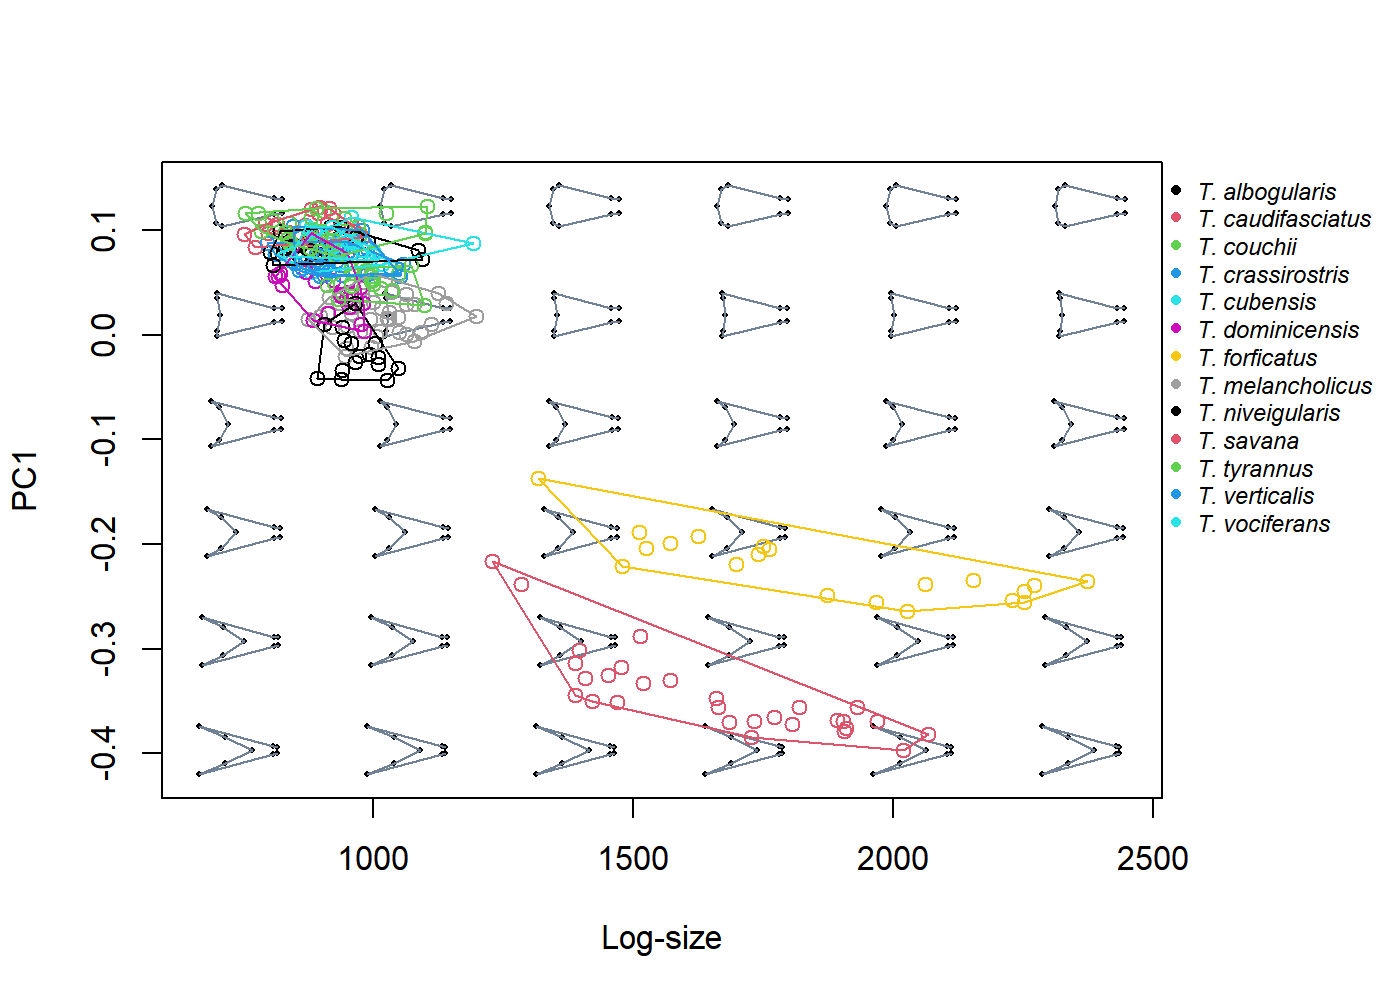 T. albogularis
T. caudifasciatus
T. couchii
T. crassirostris
T. cubensis
T. dominicensis
T. forficatus
T. melancholicus
T. niveigularis
T. savana
T. tyrannus
T. verticalis
T. vociferans
PC1
0.1
0.0
-0.1
-0.2
-0.3
-0.4
1000 1500 2000 2500
Log-size